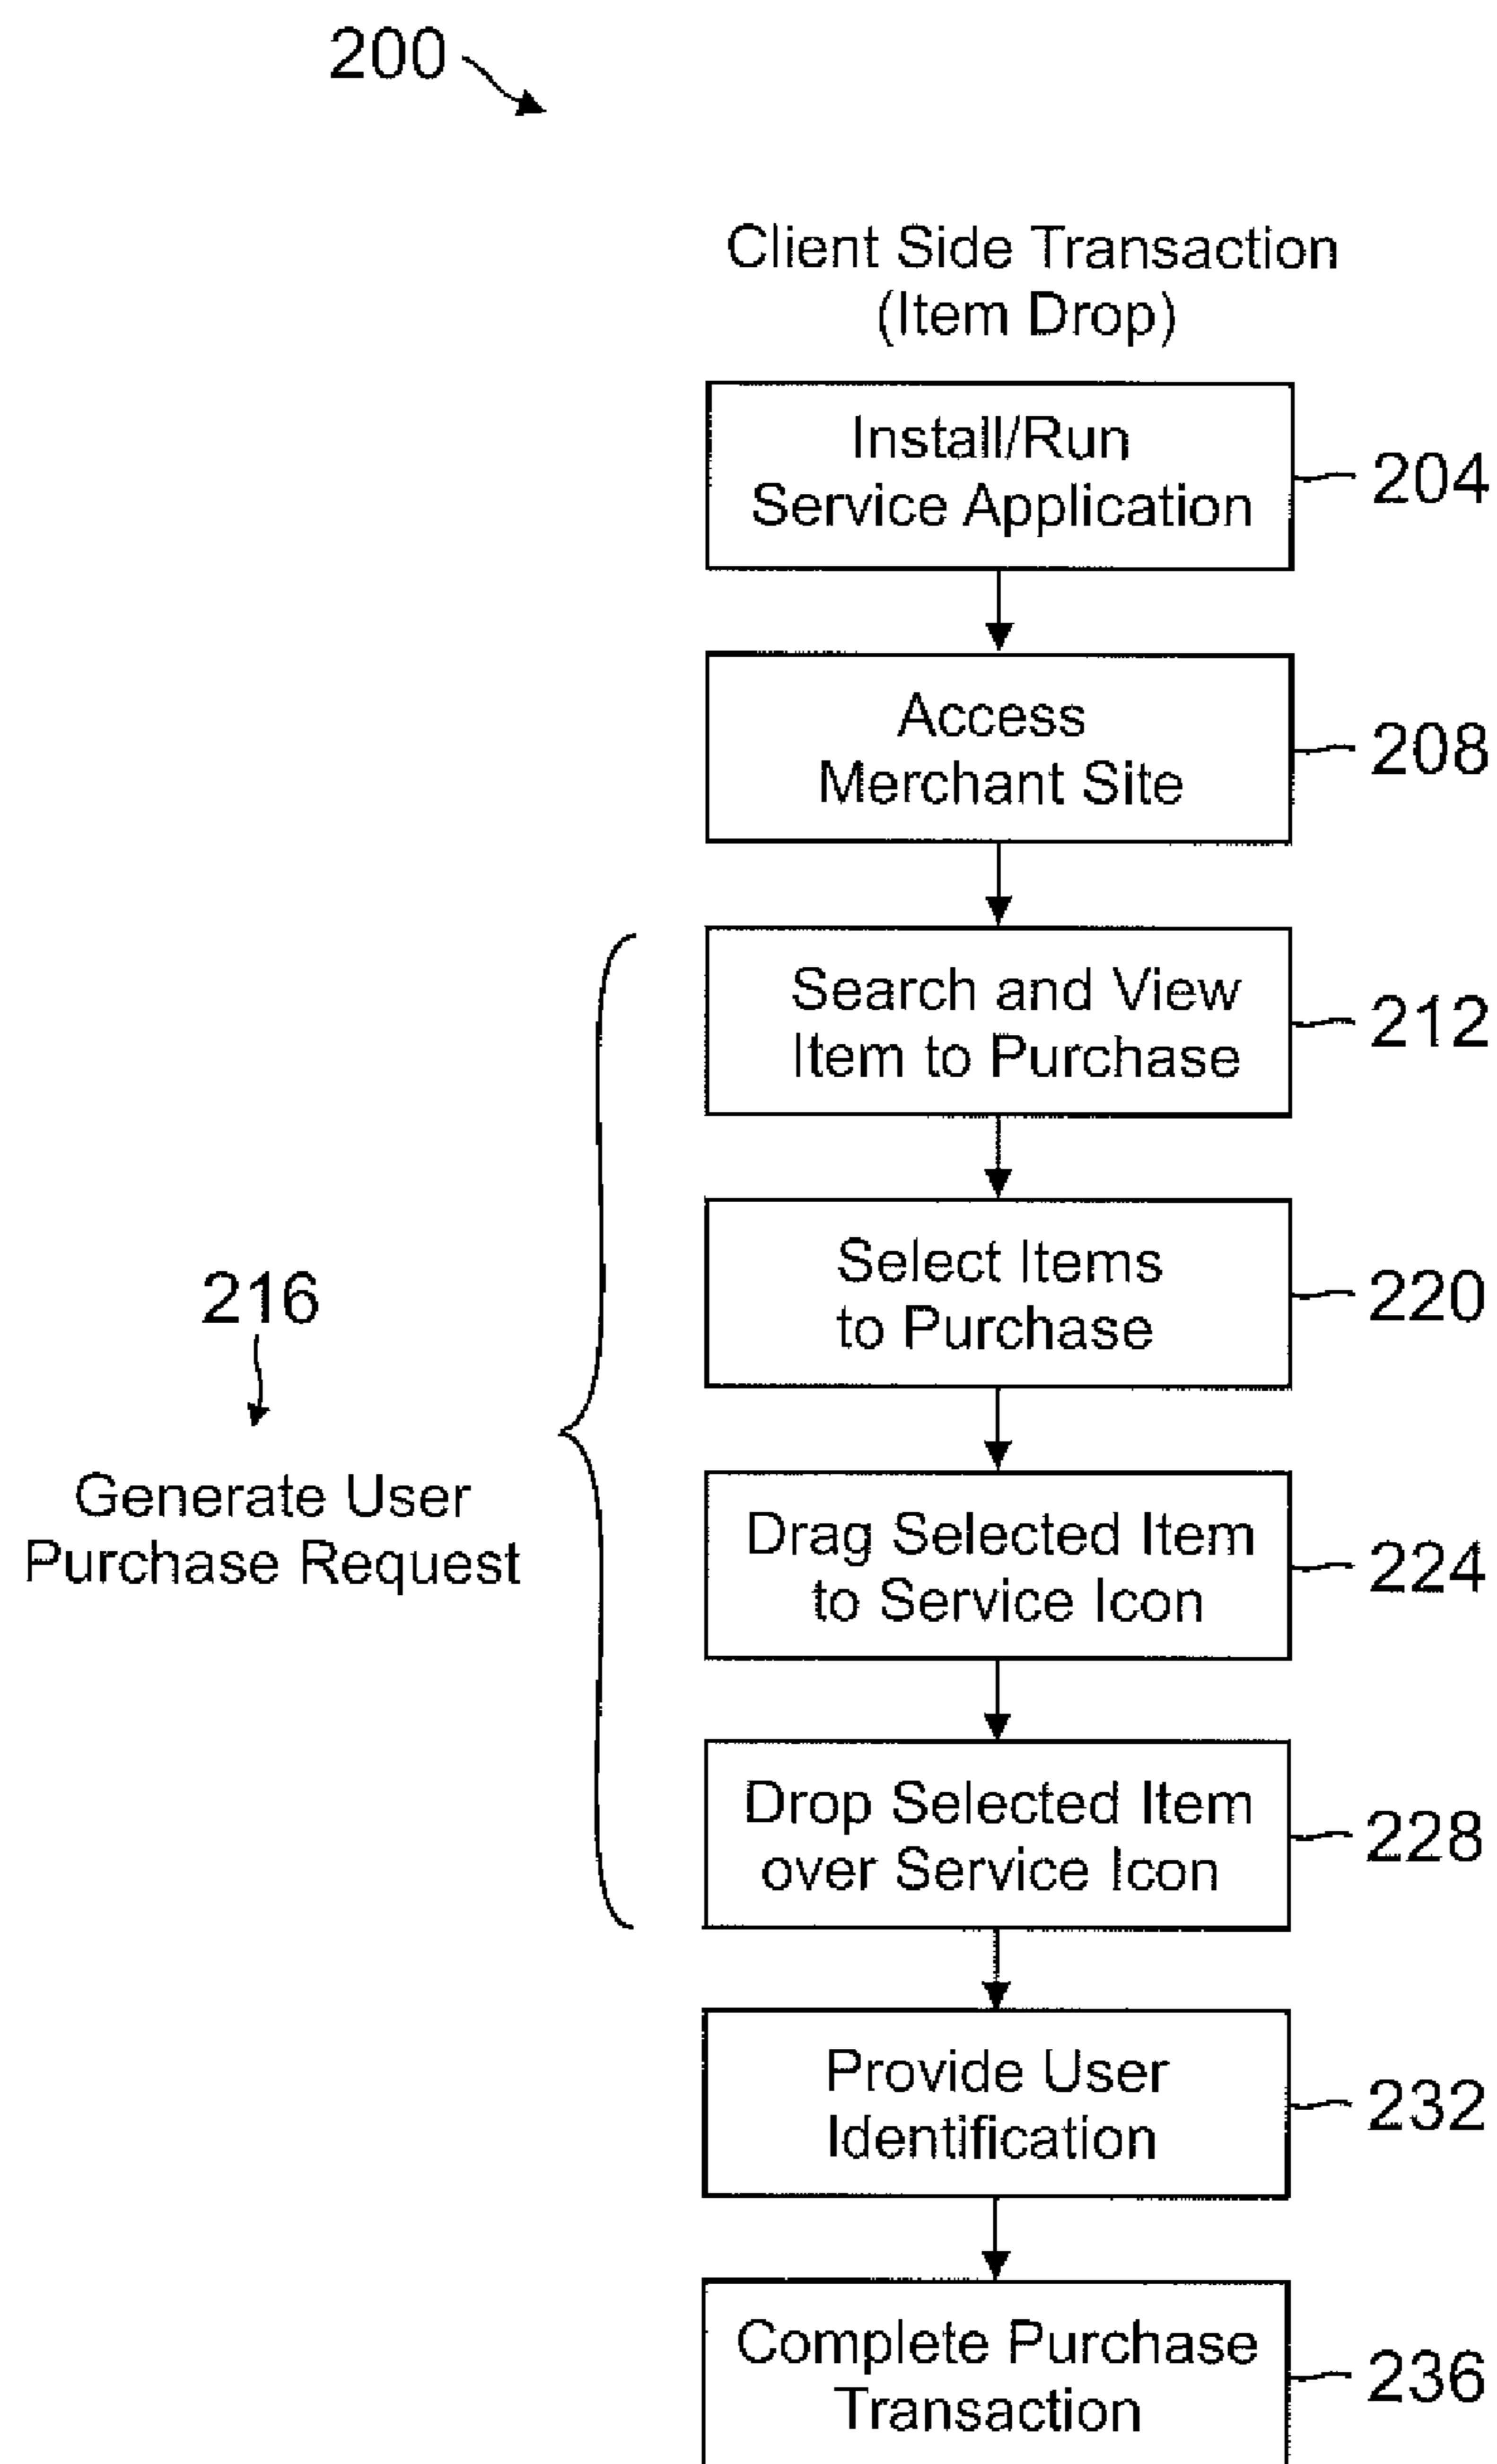 200
Client Side Transaction
(Item Drop)
Install/Run
Service Application
204
Access
Merchant Site
208
Search and View
Item to Purchase
212
Select Items
to Purchase
220
216
Generate User
Purchase Request
Drag Selected Item
to Service Icon
224
Drop Selected Item
over Service Icon
228
Provide User
Identification
232
Complete Purchase
Transaction
236